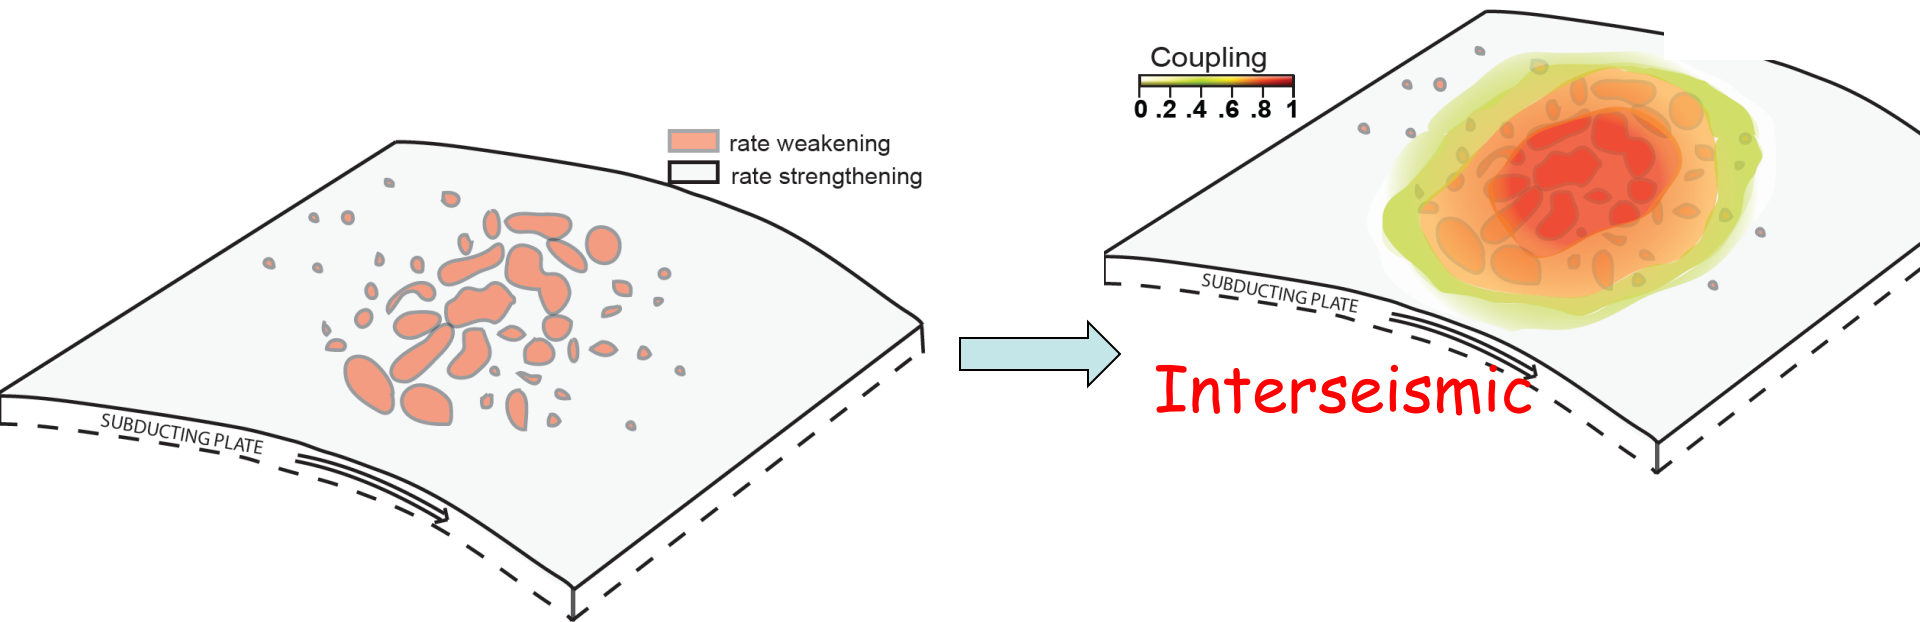 rate weakening
rate strengthening
SUBDUCTING PLATE
Coupling
0 .2 .4 .6 .8 1
SUBDUCTING PLATE
Interseismic